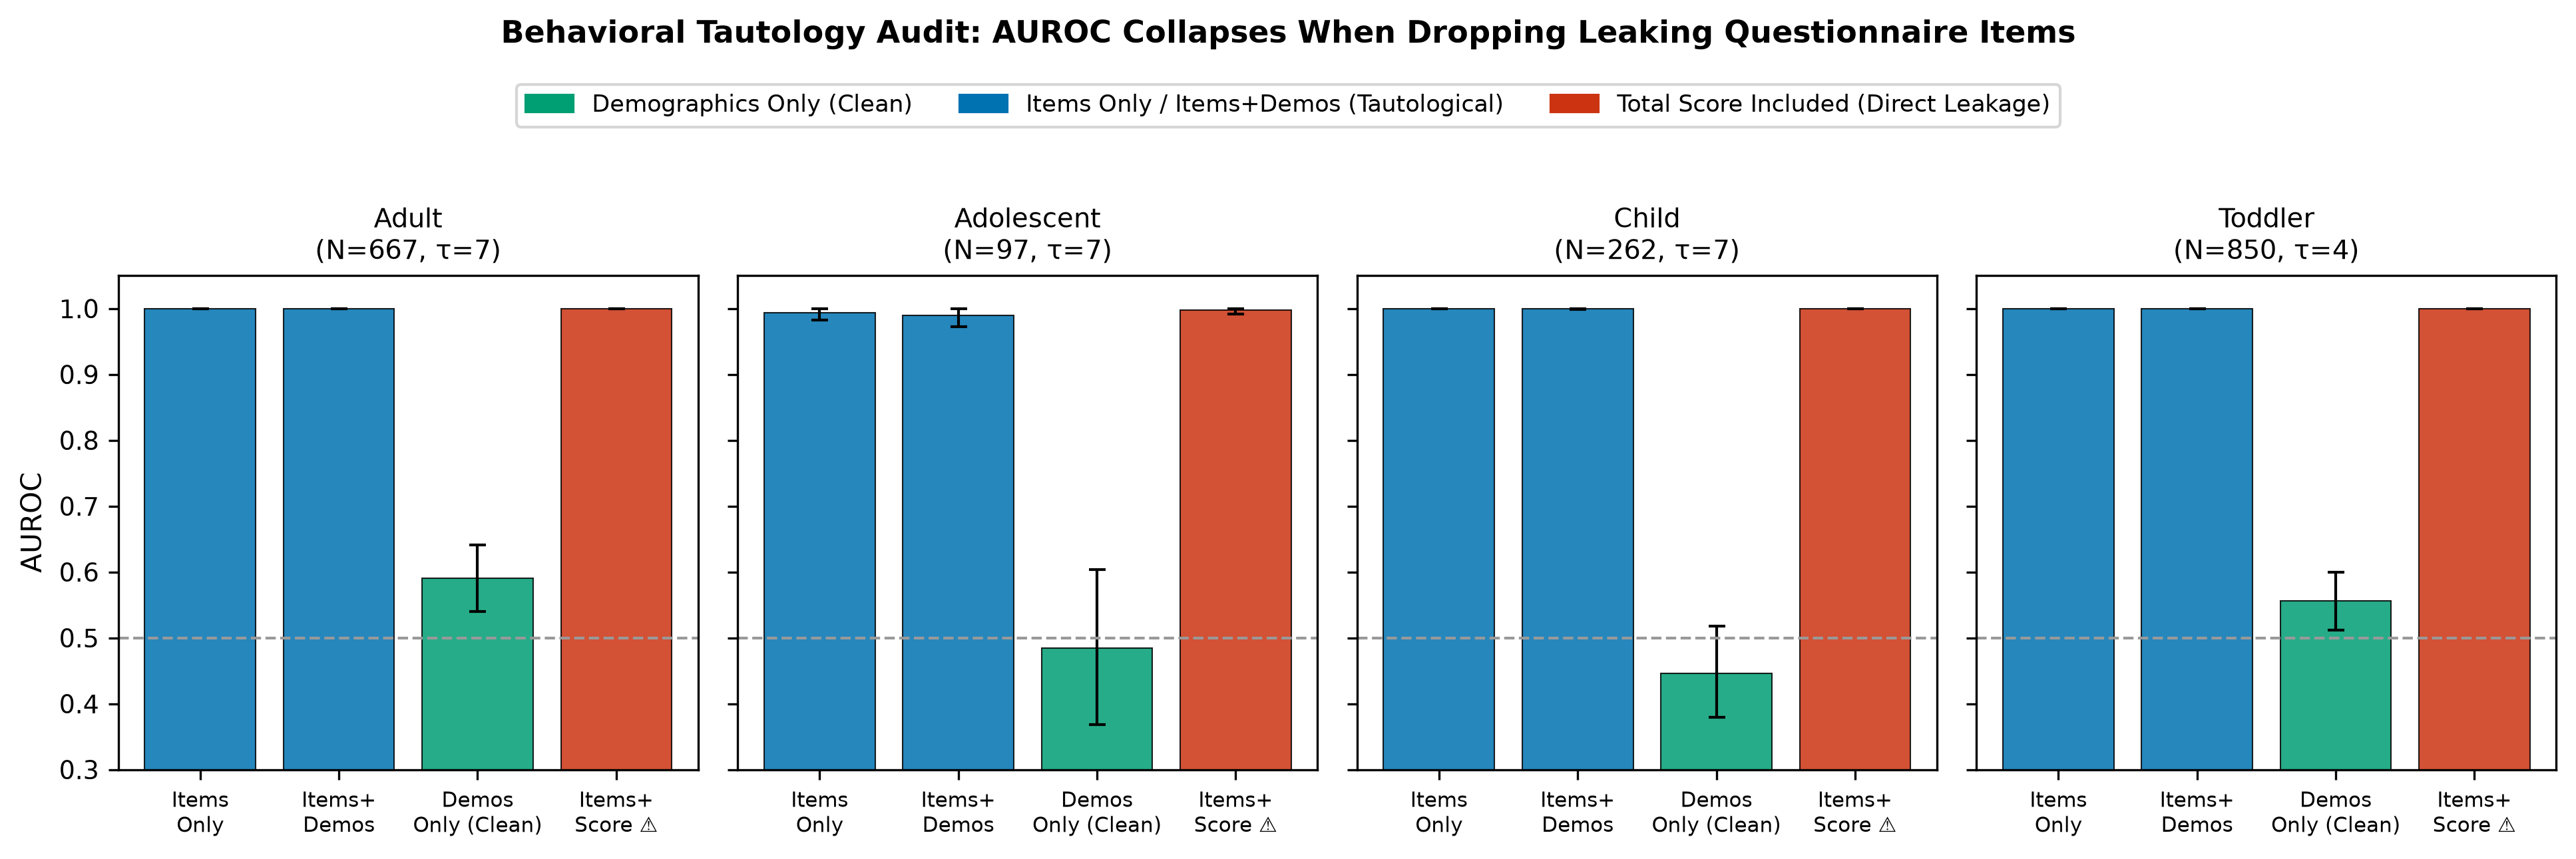 Behavioral Tautology Audit: AUROC Collapses When Dropping Leaking Questionnaire Items
Demographics Only (Clean)
Items Only / Items+Demos (Tautological)
Total Score Included (Direct Leakage)
Adult
(N=667, τ=7)
Adolescent
(N=97, τ=7)
Child
(N=262, τ=7)
Toddler
(N=850, τ=4)
AUROC
1.0
0.9
0.8
0.7
0.6
0.5
0.4
0.3
Items
Only
Items+
Demos
Demos
Only (Clean)
Items+
Score ⚠
Items
Only
Items+
Demos
Demos
Only (Clean)
Items+
Score ⚠
Items
Only
Items+
Demos
Demos
Only (Clean)
Items+
Score ⚠
Items
Only
Items+
Demos
Demos
Only (Clean)
Items+
Score ⚠